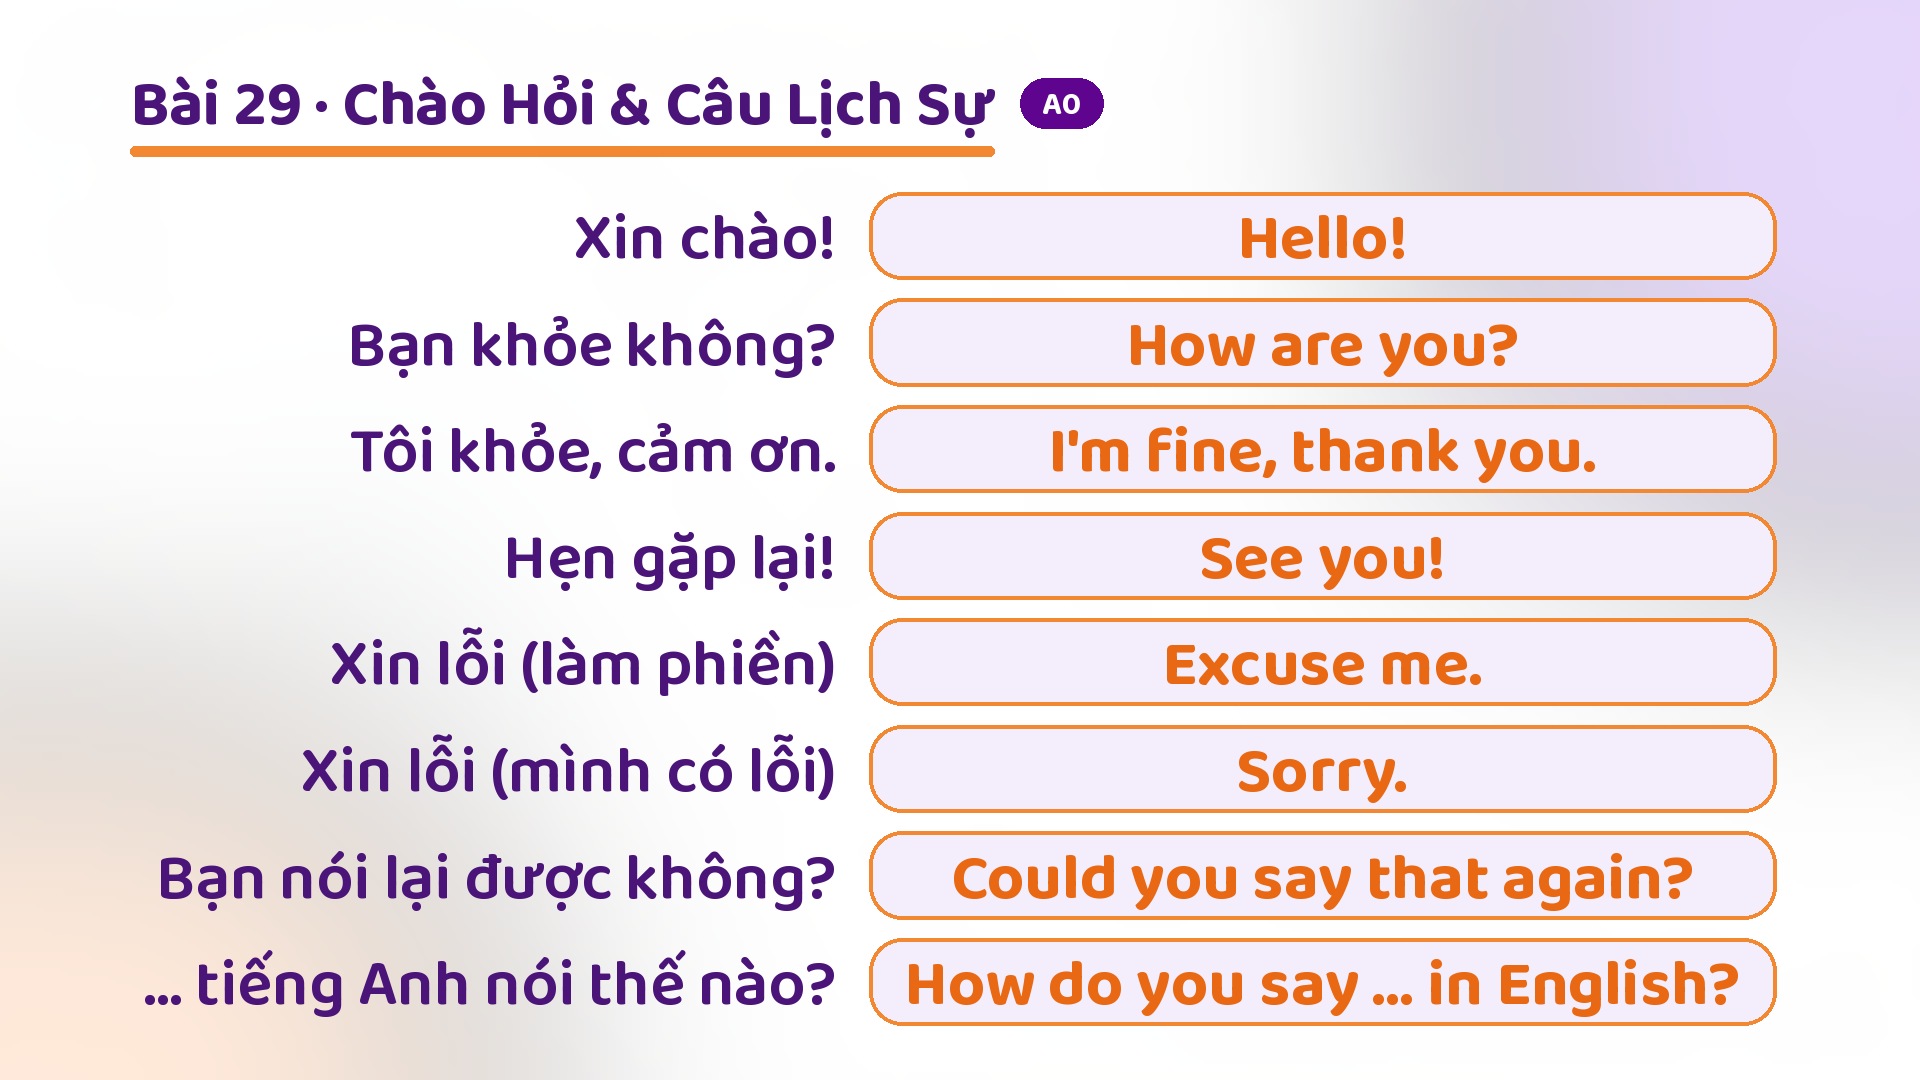 Bài 29 · Chào Hỏi & Câu Lịch Sự A0
Xin chào! Hello!
Bạn khỏe không? How are you?
Tôi khỏe, cảm ơn. I'm fine, thank you.
Hẹn gặp lại! See you!
Xin lỗi (làm phiền) Excuse me.
Xin lỗi (mình có lỗi) Sorry.
Bạn nói lại được không? Could you say that again?
... tiếng Anh nói thế nào? How do you say ... in English?